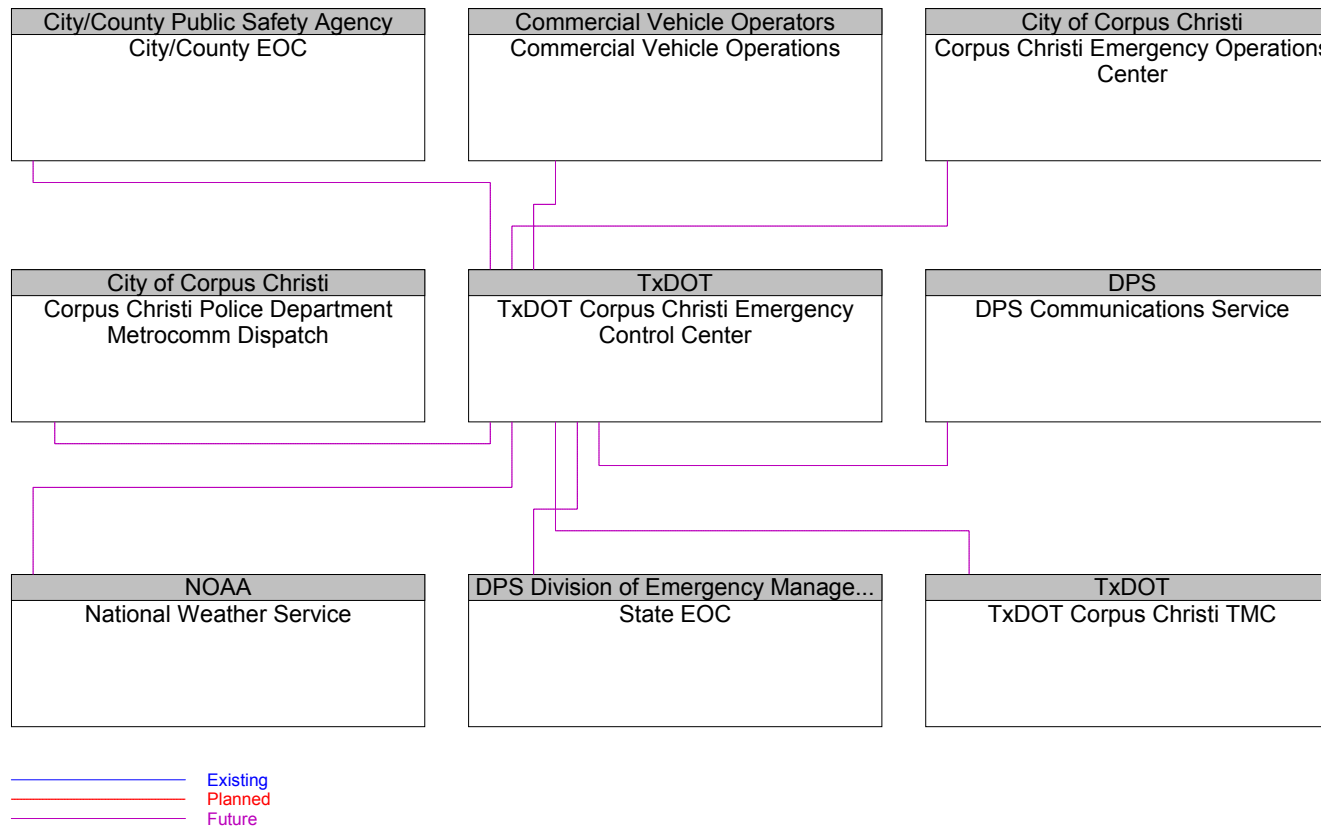 City/County Public Safety Agency
City/County EOC
Commercial Vehicle Operators
Commercial Vehicle Operations
City of Corpus Christi
Corpus Christi Emergency Operations
Center
City of Corpus Christi
Corpus Christi Police Department
Metrocomm Dispatch
TxDOT
TxDOT Corpus Christi Emergency
Control Center
DPS
DPS Communications Service
NOAA
National Weather Service
DPS Division of Emergency Manage...
State EOC
TxDOT
TxDOT Corpus Christi TMC
Existing
Planned
Future